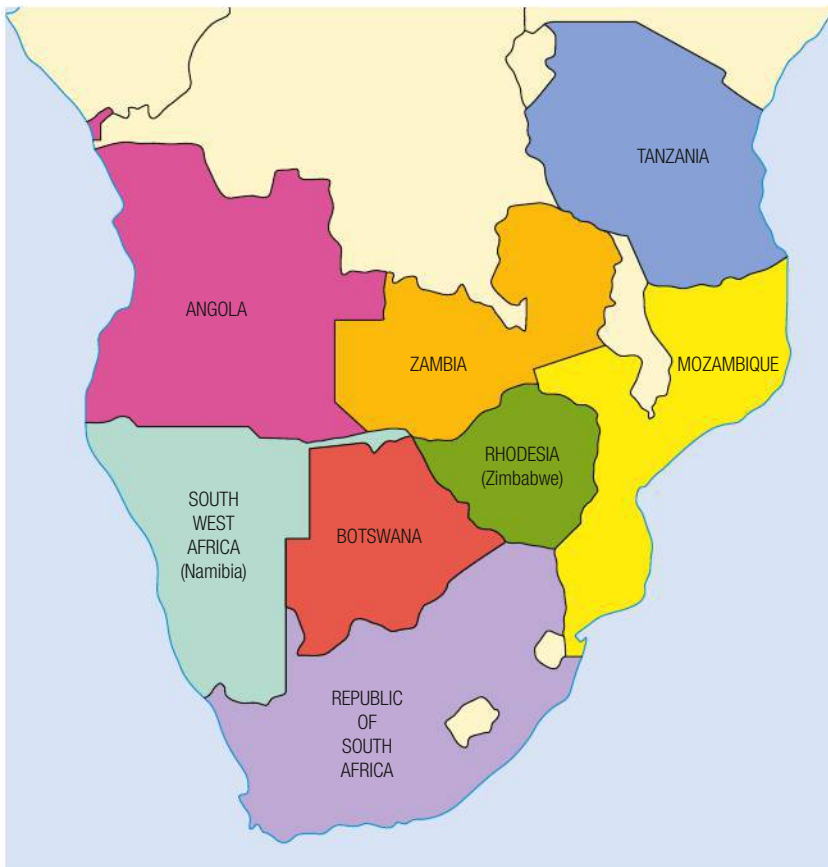 TANZANIA
ANGOLA
ZAMBIA
MOZAMBIQUE
RHODESIA
(Zimbabwe)
SOUTH
WEST
AFRICA
(Namibia)
BOTSWANA
REPUBLIC
OF
SOUTH
AFRICA